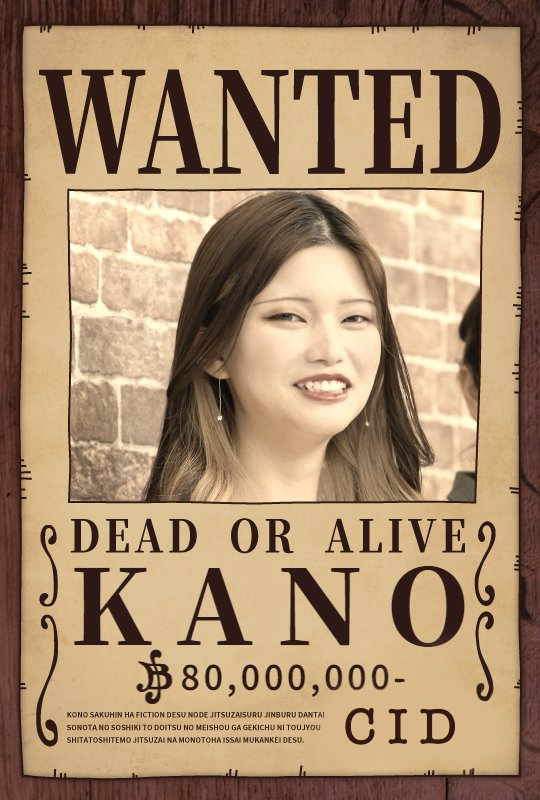 WANTED
DEAD OR ALIVE
KANO
฿80,000,000-
KONO SAKUHIN HA FICTION DESU NODE JITSUZAISURU JINBURU DANTAI
SONOTA NO SOSHIKI TO DOITSU NO MEISHOU GA GEKICHU NI TOUJYOU
SHITATOSHITEMO JITSUZAI NA MONOTOHA ISSAI MUKANKEI DESU.
CID